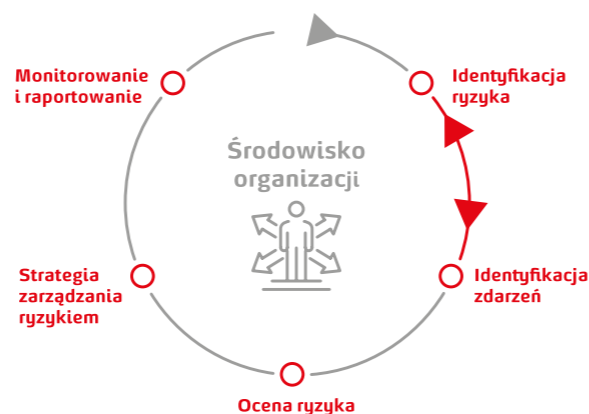 Monitorowanie
i raportowanie
Identyfikacja
ryzyka
Środowisko
organizacji
Strategia
zarządzania
ryzykiem
Identyfikacja
zdarzeń
Ocena ryzyka